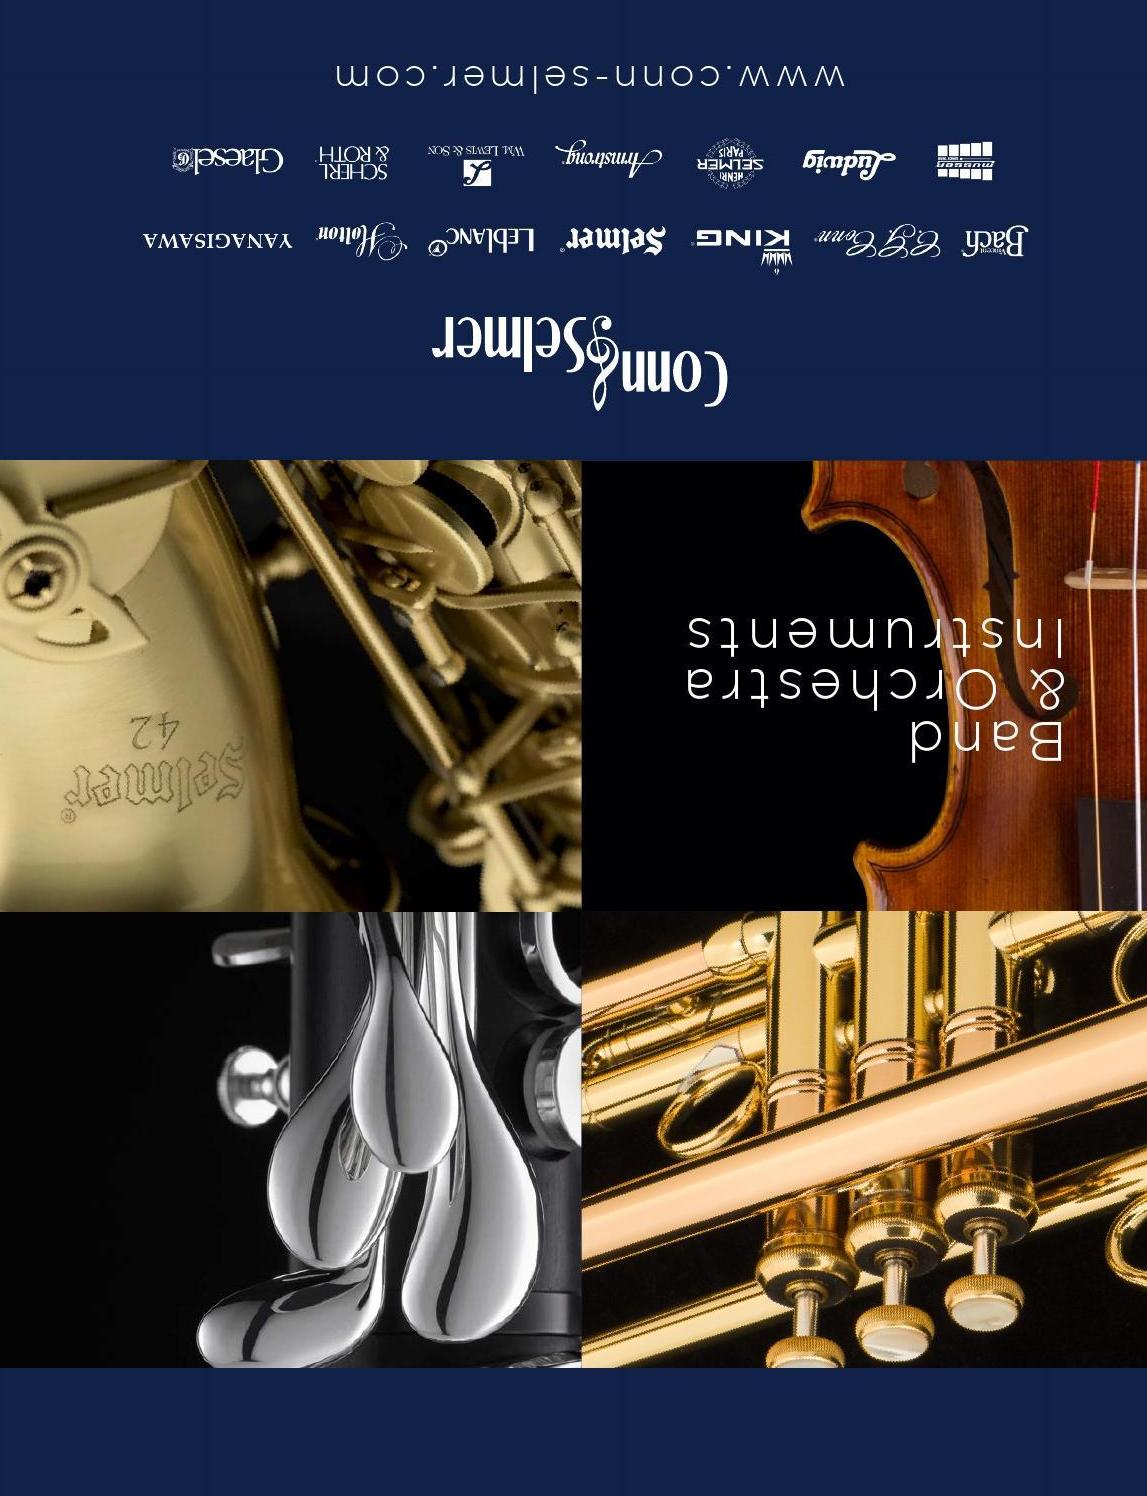 Selmer®
42
Band
& Orchestra
Instruments
Conn Selmer
Vincent Bach
C.G. Conn
KING®
Selmer®
LEBLANC
Holton®
YANAGISAWA
musser
Ludwig
HENRI SELMER PARIS
Armstrong®
WM. LEWIS & SON
SCHERL & ROTH
Glaesel
www.conn-selmer.com